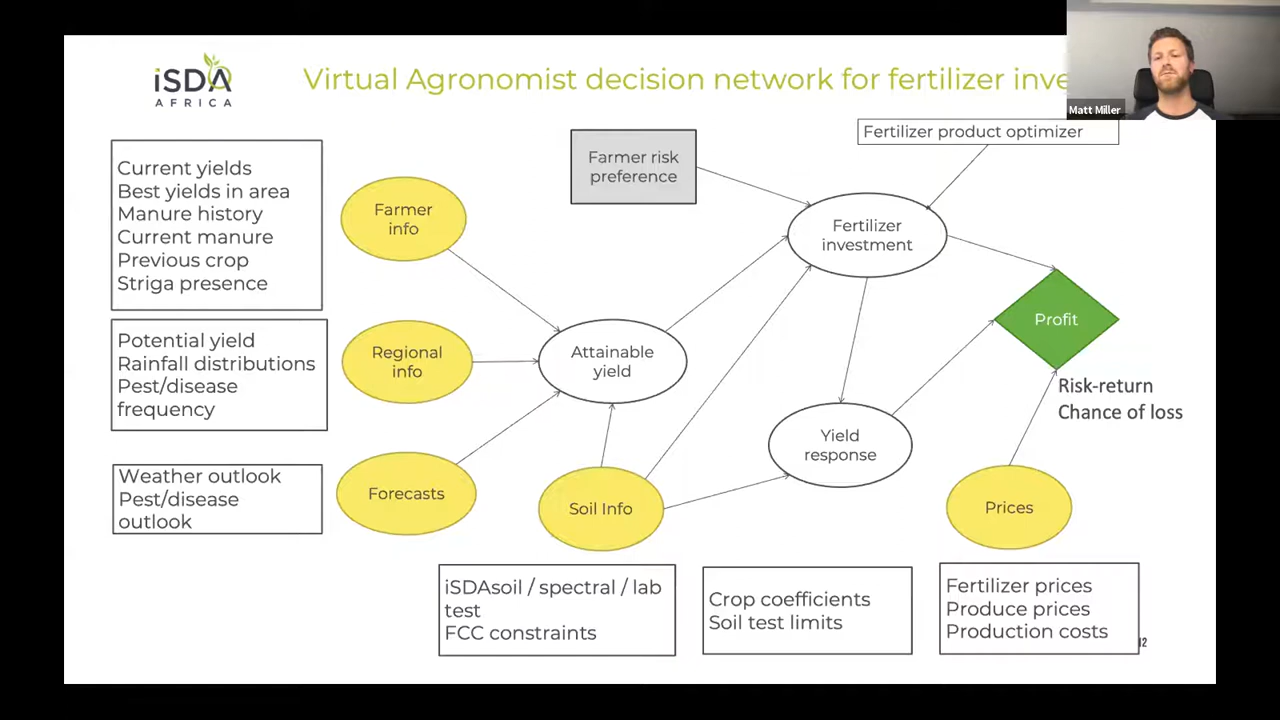 iSDA
AFRICA
Virtual Agronomist decision network for fertilizer inve
Matt Miller
Fertilizer product optimizer
Current yields
Best yields in area
Manure history
Current manure
Previous crop
Striga presence
Farmer
info
Farmer risk
preference
Fertilizer
investment
Potential yield
Rainfall distributions
Pest/disease
frequency
Regional
info
Attainable
yield
Profit
Risk-return
Chance of loss
Weather outlook
Pest/disease
outlook
Forecasts
Soil Info
Yield
response
Prices
iSDAsoil / spectral / lab
test
FCC constraints
Crop coefficients
Soil test limits
Fertilizer prices
Produce prices
Production costs
12